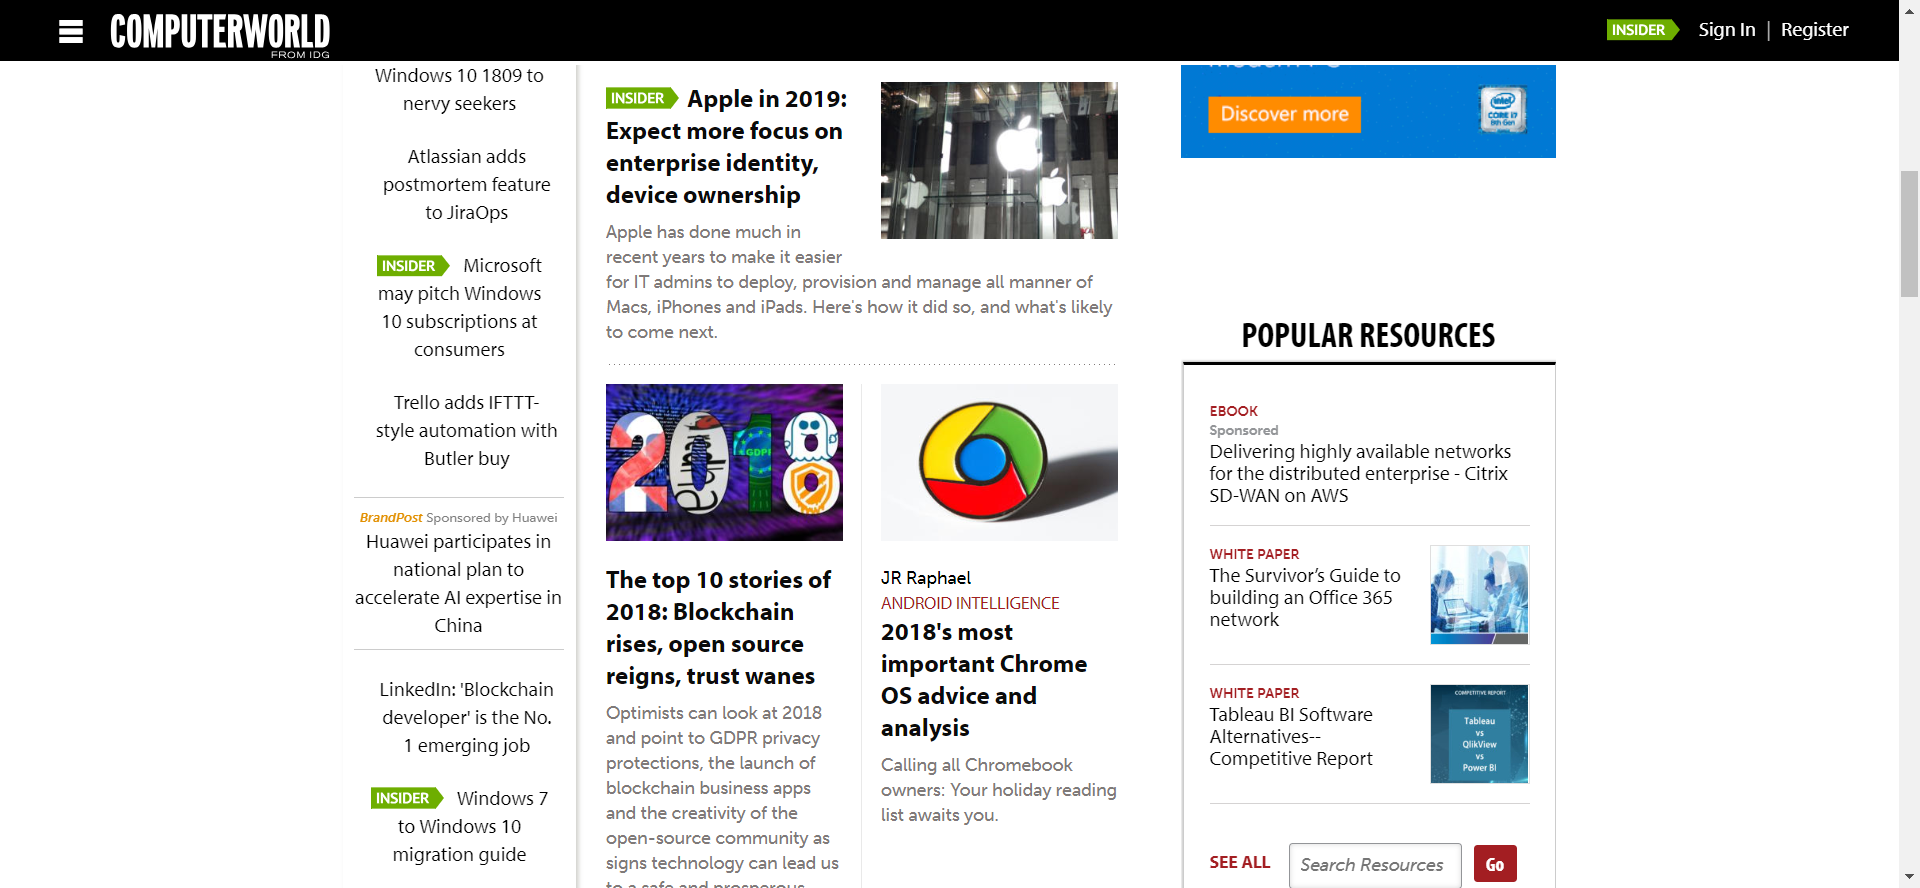 COMPUTERWORLD
FROM IDG
INSIDER Sign In | Register
Windows 10 1809 to
nervy seekers
Atlassian adds
postmortem feature
to JiraOps
INSIDER Microsoft
may pitch Windows
10 subscriptions at
consumers
Trello adds IFTTT-
style automation with
Butler buy
BrandPost Sponsored by Huawei
Huawei participates in
national plan to
accelerate AI expertise in
China
LinkedIn: 'Blockchain
developer' is the No.
1 emerging job
INSIDER Windows 7
to Windows 10
migration guide
INSIDER Apple in 2019:
Expect more focus on
enterprise identity,
device ownership
Apple has done much in
recent years to make it easier
for IT admins to deploy, provision and manage all manner of
Macs, iPhones and iPads. Here's how it did so, and what's likely
to come next.
2018
GDPR
The top 10 stories of
2018: Blockchain
rises, open source
reigns, trust wanes
Optimists can look at 2018
and point to GDPR privacy
protections, the launch of
blockchain business apps
and the creativity of the
open-source community as
signs technology can lead us
to a safe and prosperous
JR Raphael
ANDROID INTELLIGENCE
2018's most
important Chrome
OS advice and
analysis
Calling all Chromebook
owners: Your holiday reading
list awaits you.
Discover more
intel
CORE i7
8th Gen
POPULAR RESOURCES
EBOOK
Sponsored
Delivering highly available networks
for the distributed enterprise - Citrix
SD-WAN on AWS
WHITE PAPER
The Survivor’s Guide to
building an Office 365
network
WHITE PAPER
Tableau BI Software
Alternatives--
Competitive Report
COMPETITIVE REPORT
Tableau
vs
QlikView
vs
Power BI
SEE ALL Search Resources Go